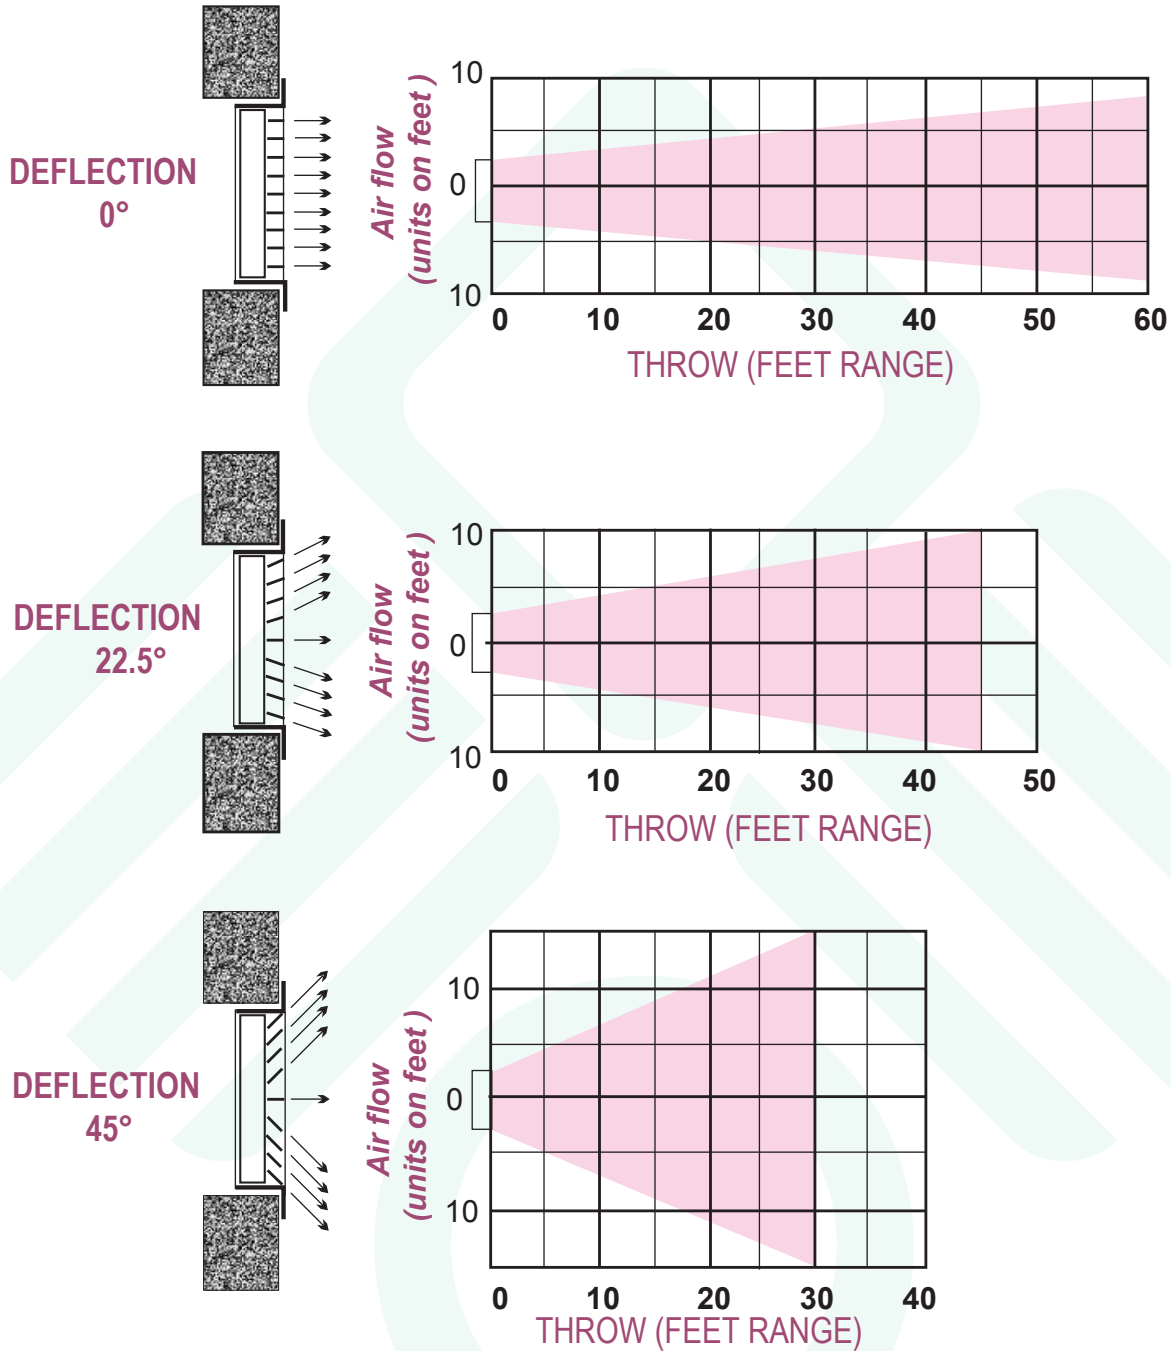 DEFLECTION
0°
Air flow
(units on feet )
10
0
10
0 10 20 30 40 50 60
THROW (FEET RANGE)
DEFLECTION
22.5°
Air flow
(units on feet )
10
0
10
0 10 20 30 40 50
THROW (FEET RANGE)
DEFLECTION
45°
Air flow
(units on feet )
10
0
10
0 10 20 30 40
THROW (FEET RANGE)